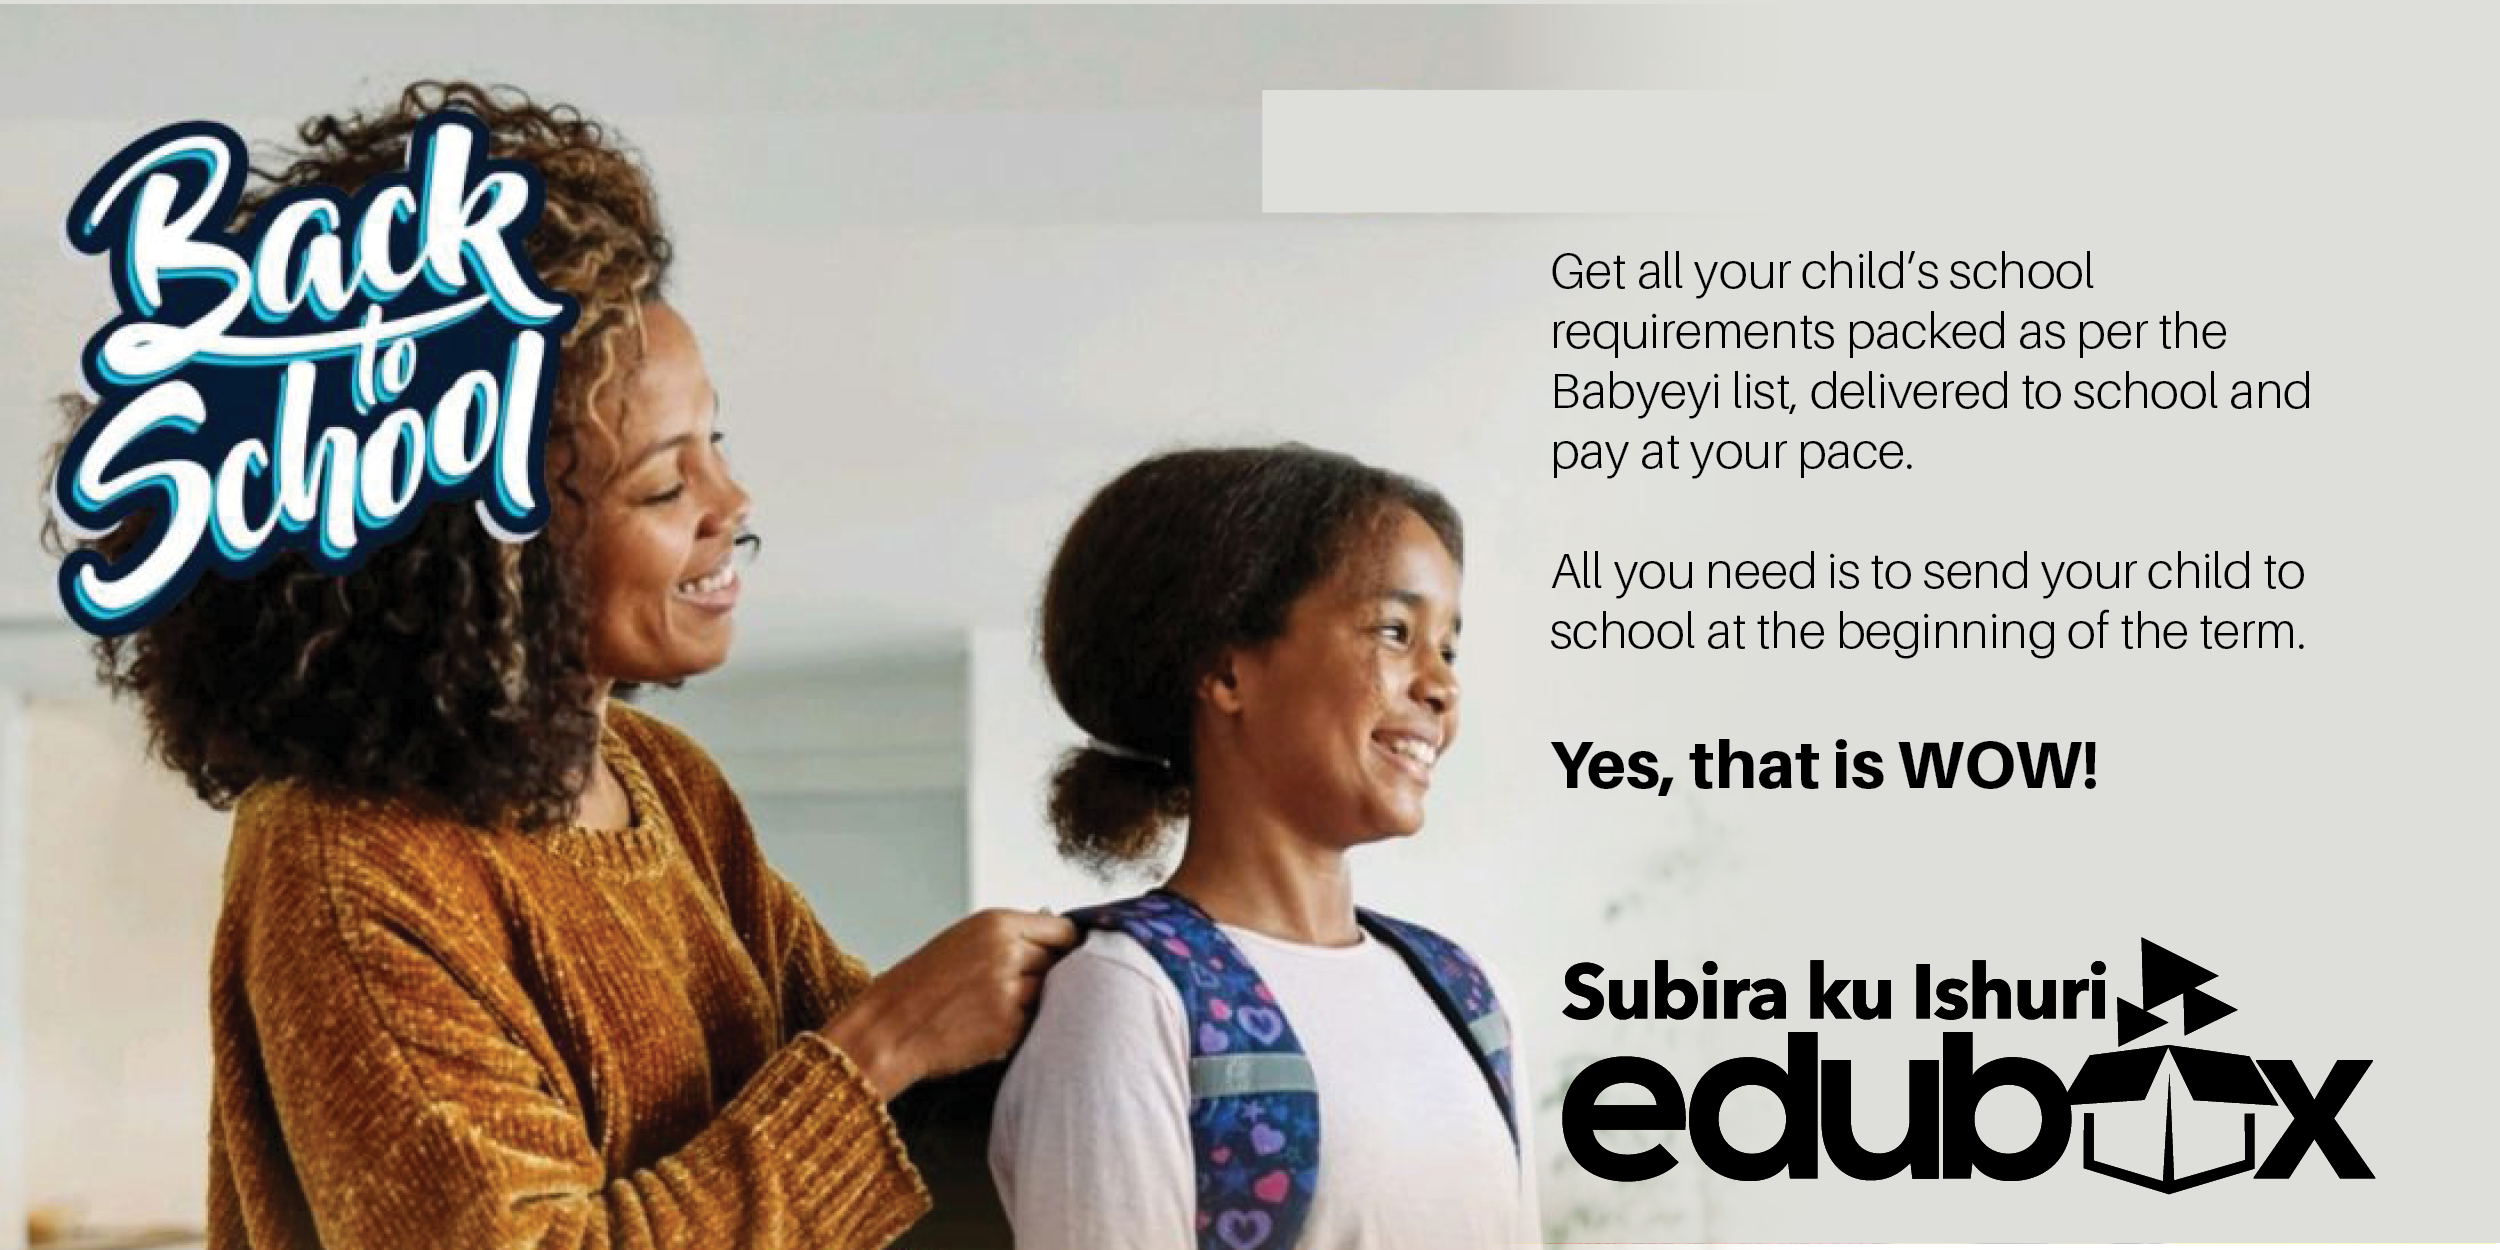 Back
to
School
Get all your child’s school
requirements packed as per the
Babyeyi list, delivered to school and
pay at your pace.
All you need is to send your child to
school at the beginning of the term.
Yes, that is WOW!
Subira ku Ishuri
edubox